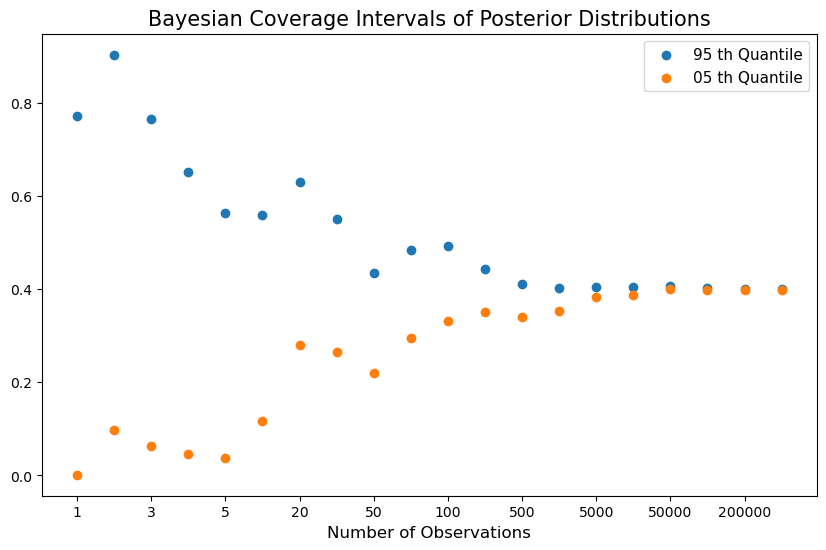 Bayesian Coverage Intervals of Posterior Distributions
95 th Quantile
05 th Quantile
0.8
0.6
0.4
0.2
0.0
1 3 5 20 50 100 500 5000 50000 200000
Number of Observations